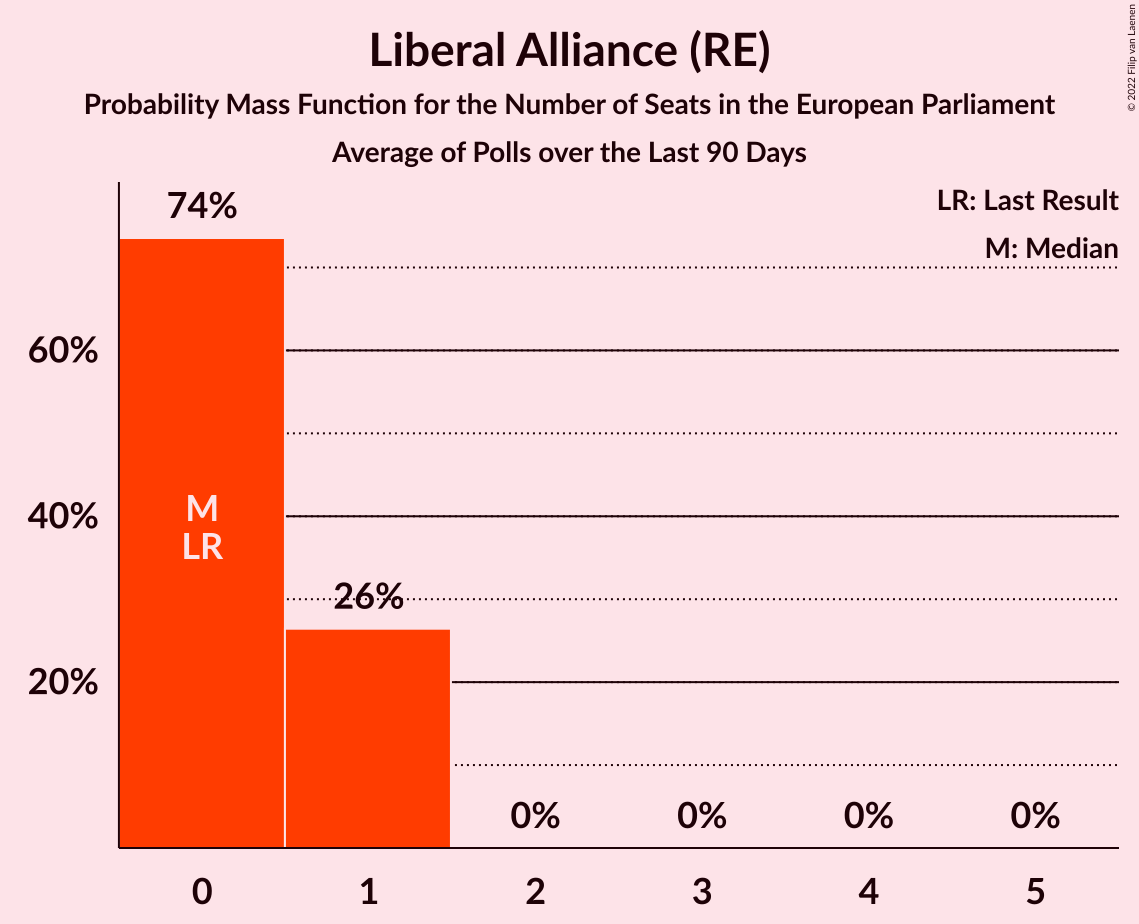 Liberal Alliance (RE)
Probability Mass Function for the Number of Seats in the European Parliament
Average of Polls over the Last 90 Days
© 2022 Filip van Laenen
LR: Last Result
M: Median
74%
60%
40%
20%
M
LR
26%
0%
0%
0%
0%
0
1
2
3
4
5